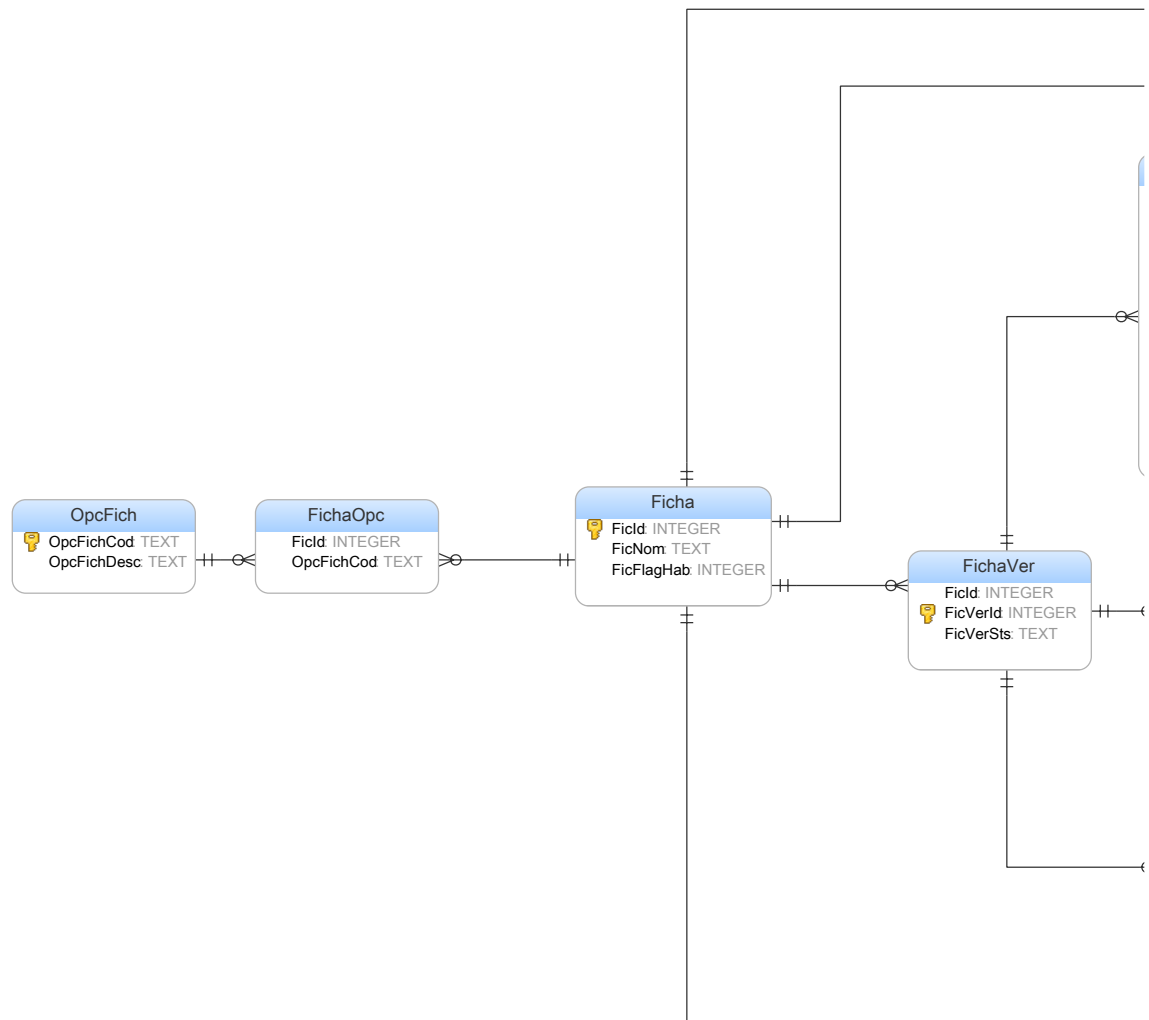 OpcFich
OpcFichCod: TEXT
OpcFichDesc: TEXT
FichaOpc
FicId: INTEGER
OpcFichCod: TEXT
Ficha
FicId: INTEGER
FicNom: TEXT
FicFlagHab: INTEGER
FichaVer
FicId: INTEGER
FicVerId: INTEGER
FicVerSts: TEXT